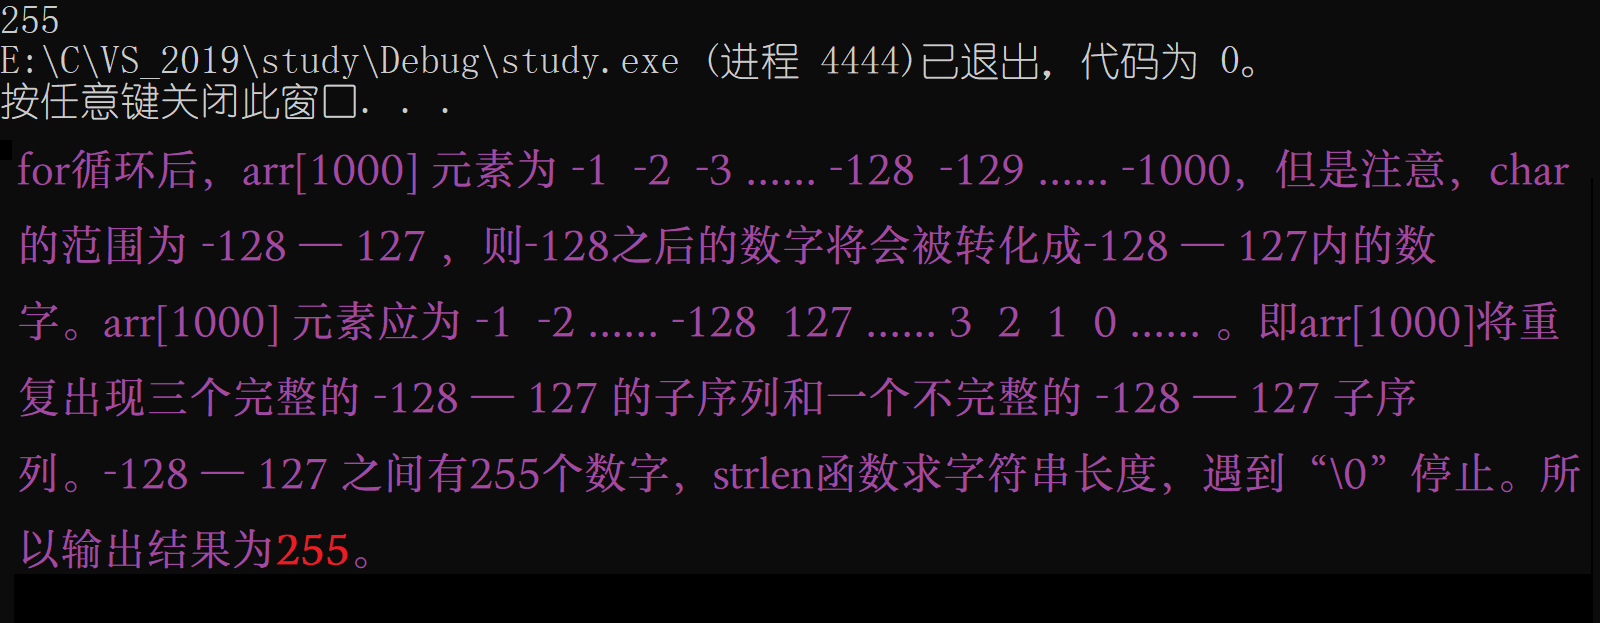 255
E:\C\VS_2019\study\Debug\study.exe (进程 4444)已退出，代码为 0。
按任意键关闭此窗口. . .
for循环后，arr[1000] 元素为 -1 -2 -3 ...... -128 -129 ...... -1000，但是注意，char
的范围为 -128 — 127 ，则-128之后的数字将会被转化成-128 — 127内的数
字。arr[1000] 元素应为 -1 -2 ...... -128 127 ...... 3 2 1 0 ...... 。即arr[1000]将重
复出现三个完整的 -128 — 127 的子序列和一个不完整的 -128 — 127 子序
列。-128 — 127 之间有255个数字，strlen函数求字符串长度，遇到“\0”停止。所
以输出结果为255。